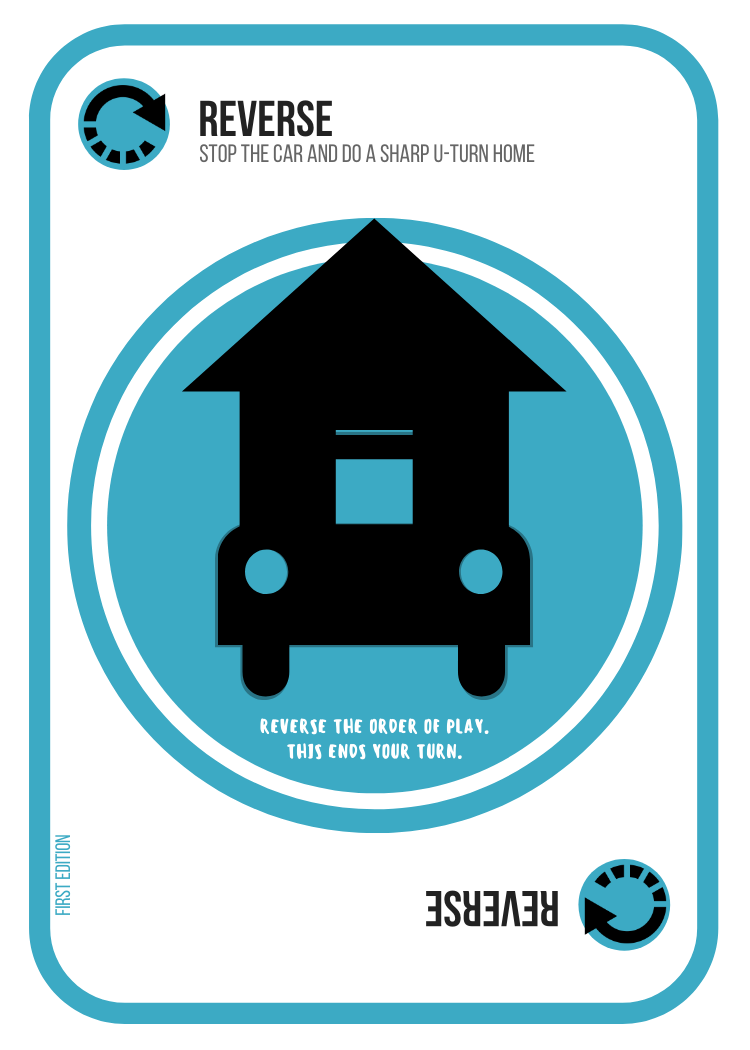 REVERSE
STOP THE CAR AND DO A SHARP U-TURN HOME
REVERSE THE ORDER OF PLAY.
THIS ENDS YOUR TURN.
FIRST EDITION
REVERSE